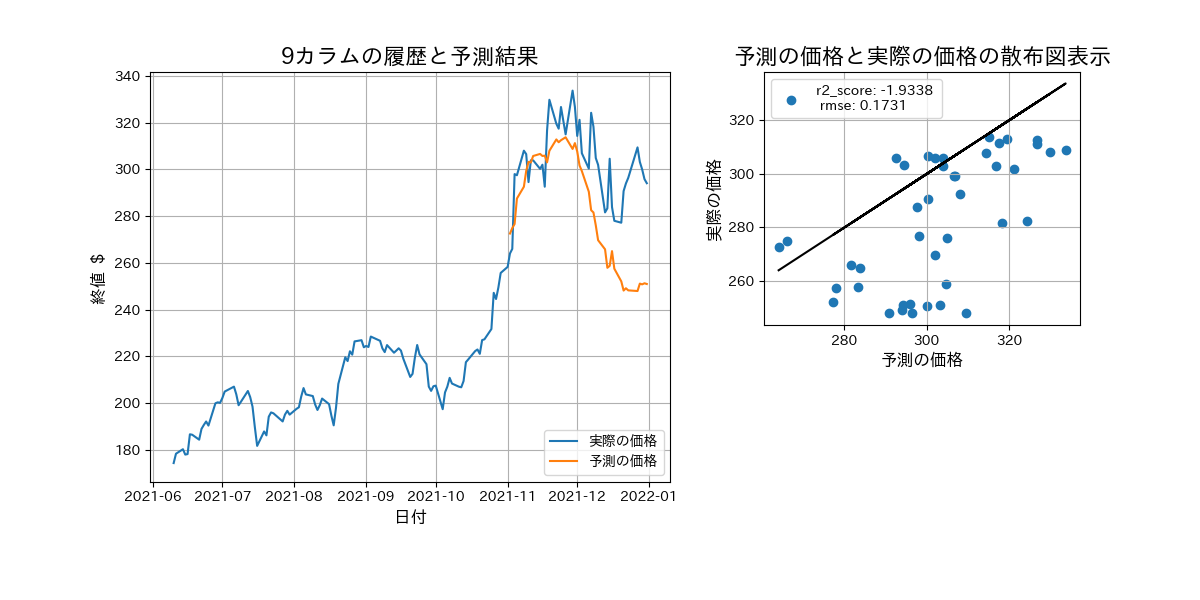 9カラムの履歴と予測結果
340
320
300
280
260
240
220
200
180
終値 $
2021-06 2021-07 2021-08 2021-09 2021-10 2021-11 2021-12 2022-01
日付
実際の価格
予測の価格
予測の価格と実際の価格の散布図表示
r2_score: -1.9338
rmse: 0.1731
320
300
280
260
実際の価格
280 300 320
予測の価格